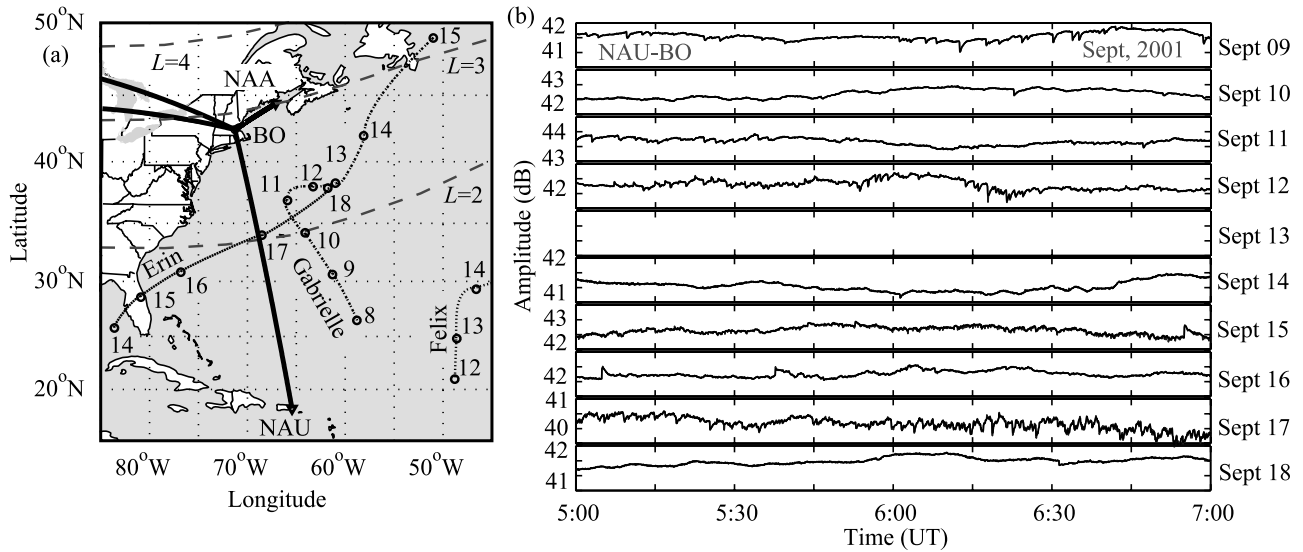 (a)
50°N
40°N
30°N
20°N
Latitude
80°W 70°W 60°W 50°W
Longitude
L=4
L=3
L=2
NAA
BO
NAU
15
14
13
12
11
18
10
17
9
8
16
15
14
Erin
Gabrielle
Felix
14
13
12
(b)
NAU-BO
Sept, 2001
42
41
Sept 09
43
42
Sept 10
44
43
Sept 11
42
Sept 12
Sept 13
42
41
Sept 14
43
42
Sept 15
42
Sept 16
41
40
Sept 17
42
41
Sept 18
Amplitude (dB)
5:00 5:30 6:00 6:30 7:00
Time (UT)